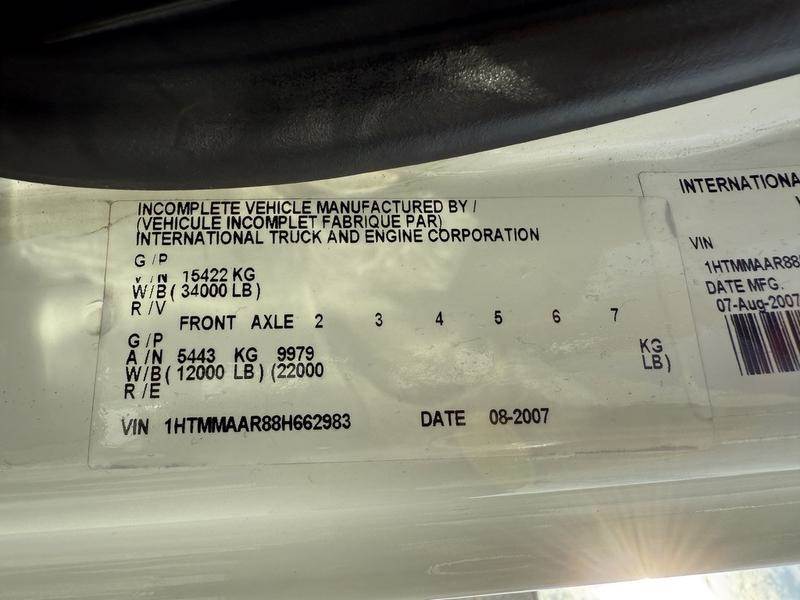 INCOMPLETE VEHICLE MANUFACTURED BY /
(VEHICULE INCOMPLET FABRIQUE PAR)
INTERNATIONAL TRUCK AND ENGINE CORPORATION
G / P
V / N 15422 KG
W/B ( 34000 LB)
R / V
FRONT AXLE 2 3 4 5 6 7
G / P
A / N 5443 KG 9979 KG
W/B ( 12000 LB) (22000 LB)
R /E
VIN 1HTMMAAR88H662983 DATE 08-2007
INTERNATIONA
VIN
1HTMMAAR88
DATE MFG.
07-Aug-2007